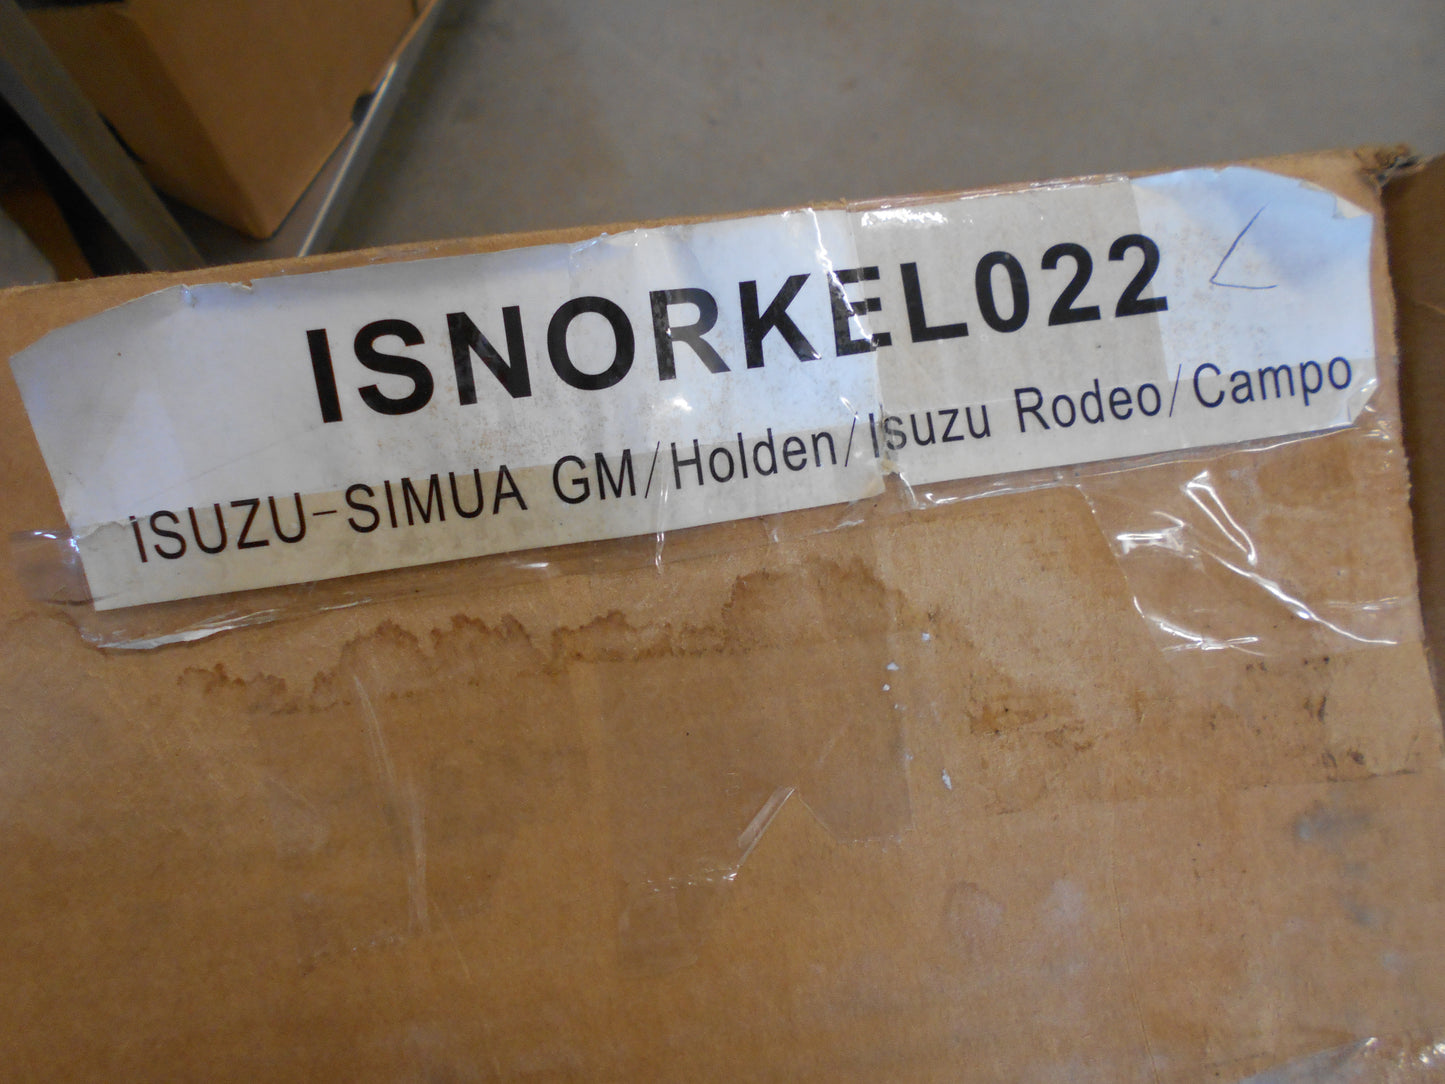 ISNORKEL022
ISUZU-SIMUA GM/Holden/Isuzu Rodeo/Campo